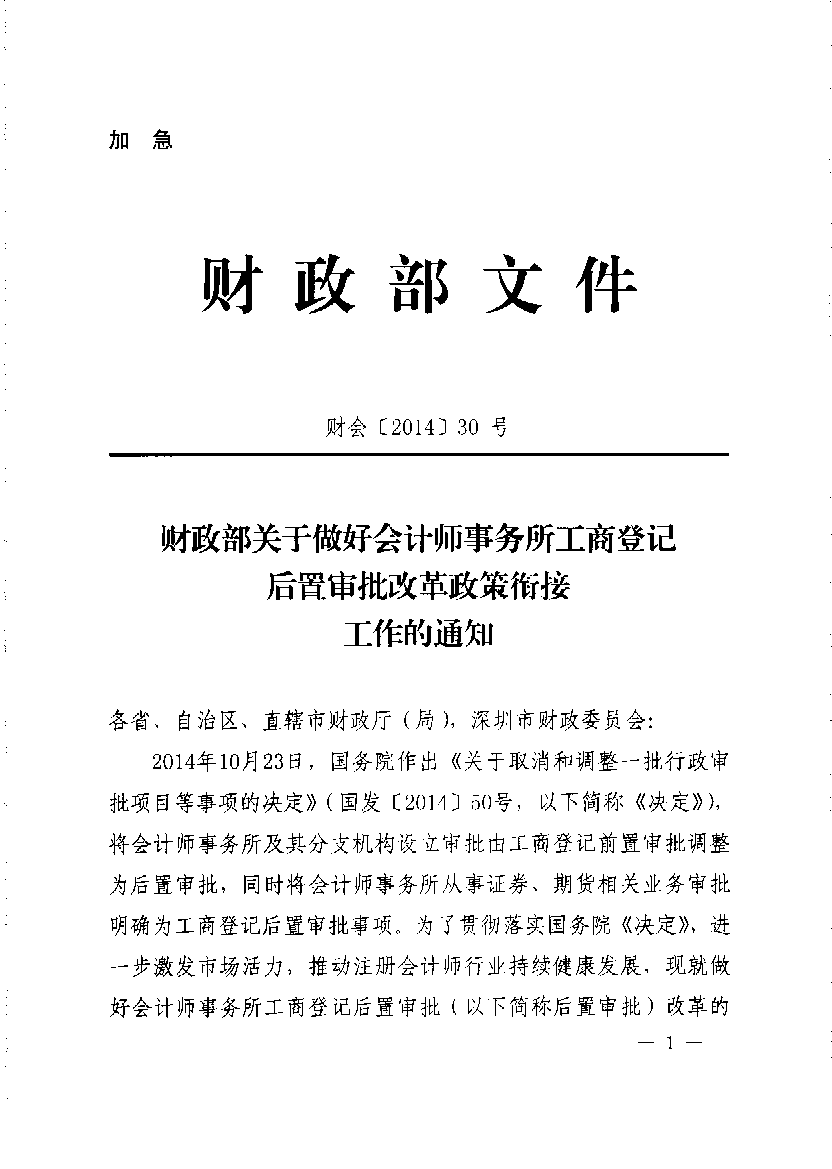 加 急
财政部文件
财会〔2014〕30 号
财政部关于做好会计师事务所工商登记
后置审批改革政策衔接
工作的通知
各省、自治区、直辖市财政厅（局），深圳市财政委员会：
2014年10月23日，国务院作出《关于取消和调整一批行政审
批项目等事项的决定》（国发〔2014〕50号，以下简称《决定》），
将会计师事务所及其分支机构设立审批由工商登记前置审批调整
为后置审批，同时将会计师事务所从事证券、期货相关业务审批
明确为工商登记后置审批事项。为了贯彻落实国务院《决定》，进
一步激发市场活力，推动注册会计师行业持续健康发展，现就做
好会计师事务所工商登记后置审批（以下简称后置审批）改革的
— 1 —